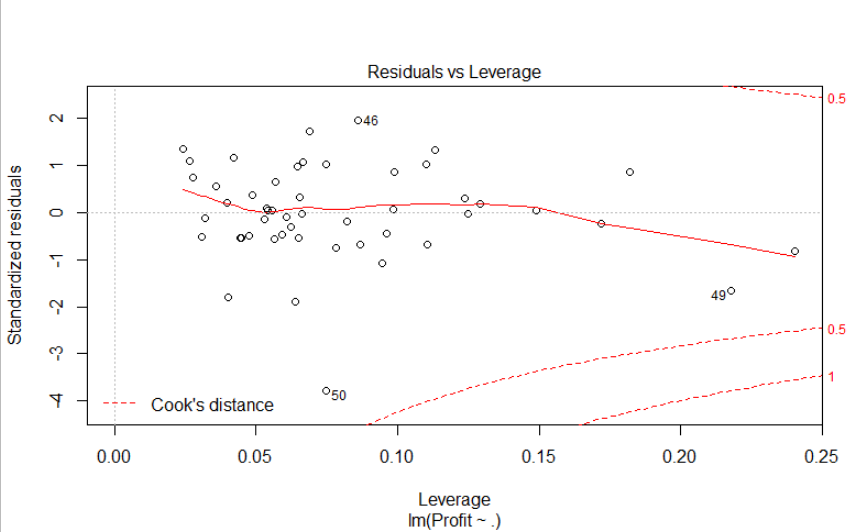 Residuals vs Leverage
Standardized residuals
2
1
0
-1
-2
-3
-4
46
49
50
0.5
0.5
1
Cook's distance
0.00 0.05 0.10 0.15 0.20 0.25
Leverage
lm(Profit ~ .)